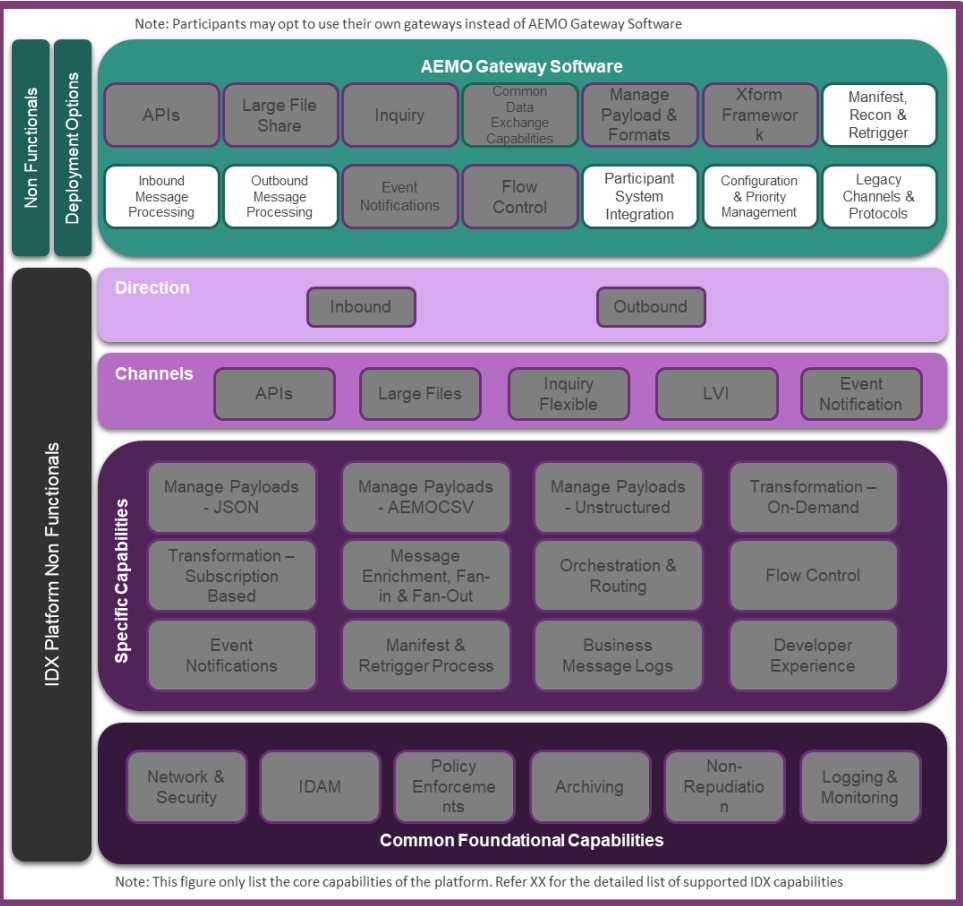 Note: Participants may opt to use their own gateways instead of AEMO Gateway Software
Non Functionals
Deployment Options
AEMO Gateway Software
APIs
Large File
Share
Inquiry
Common
Data
Exchange
Capabilities
Manage
Payload &
Formats
Xform
Framewor
k
Manifest,
Recon &
Retrigger
Inbound
Message
Processing
Outbound
Message
Processing
Event
Notifications
Flow
Control
Participant
System
Integration
Configuration
& Priority
Management
Legacy
Channels &
Protocols
IDX Platform Non Functionals
Direction
Inbound
Outbound
Channels
APIs
Large Files
Inquiry
Flexible
LVI
Event
Notification
Specific Capabilities
Manage Payloads
- JSON
Manage Payloads
- AEMOCSV
Manage Payloads
- Unstructured
Transformation –
On-Demand
Transformation –
Subscription
Based
Message
Enrichment, Fan-
in & Fan-Out
Orchestration &
Routing
Flow Control
Event
Notifications
Manifest &
Retrigger Process
Business
Message Logs
Developer
Experience
Network &
Security
IDAM
Policy
Enforceme
nts
Archiving
Non-
Repudiatio
n
Logging &
Monitoring
Common Foundational Capabilities
Note: This figure only list the core capabilities of the platform. Refer XX for the detailed list of supported IDX capabilities